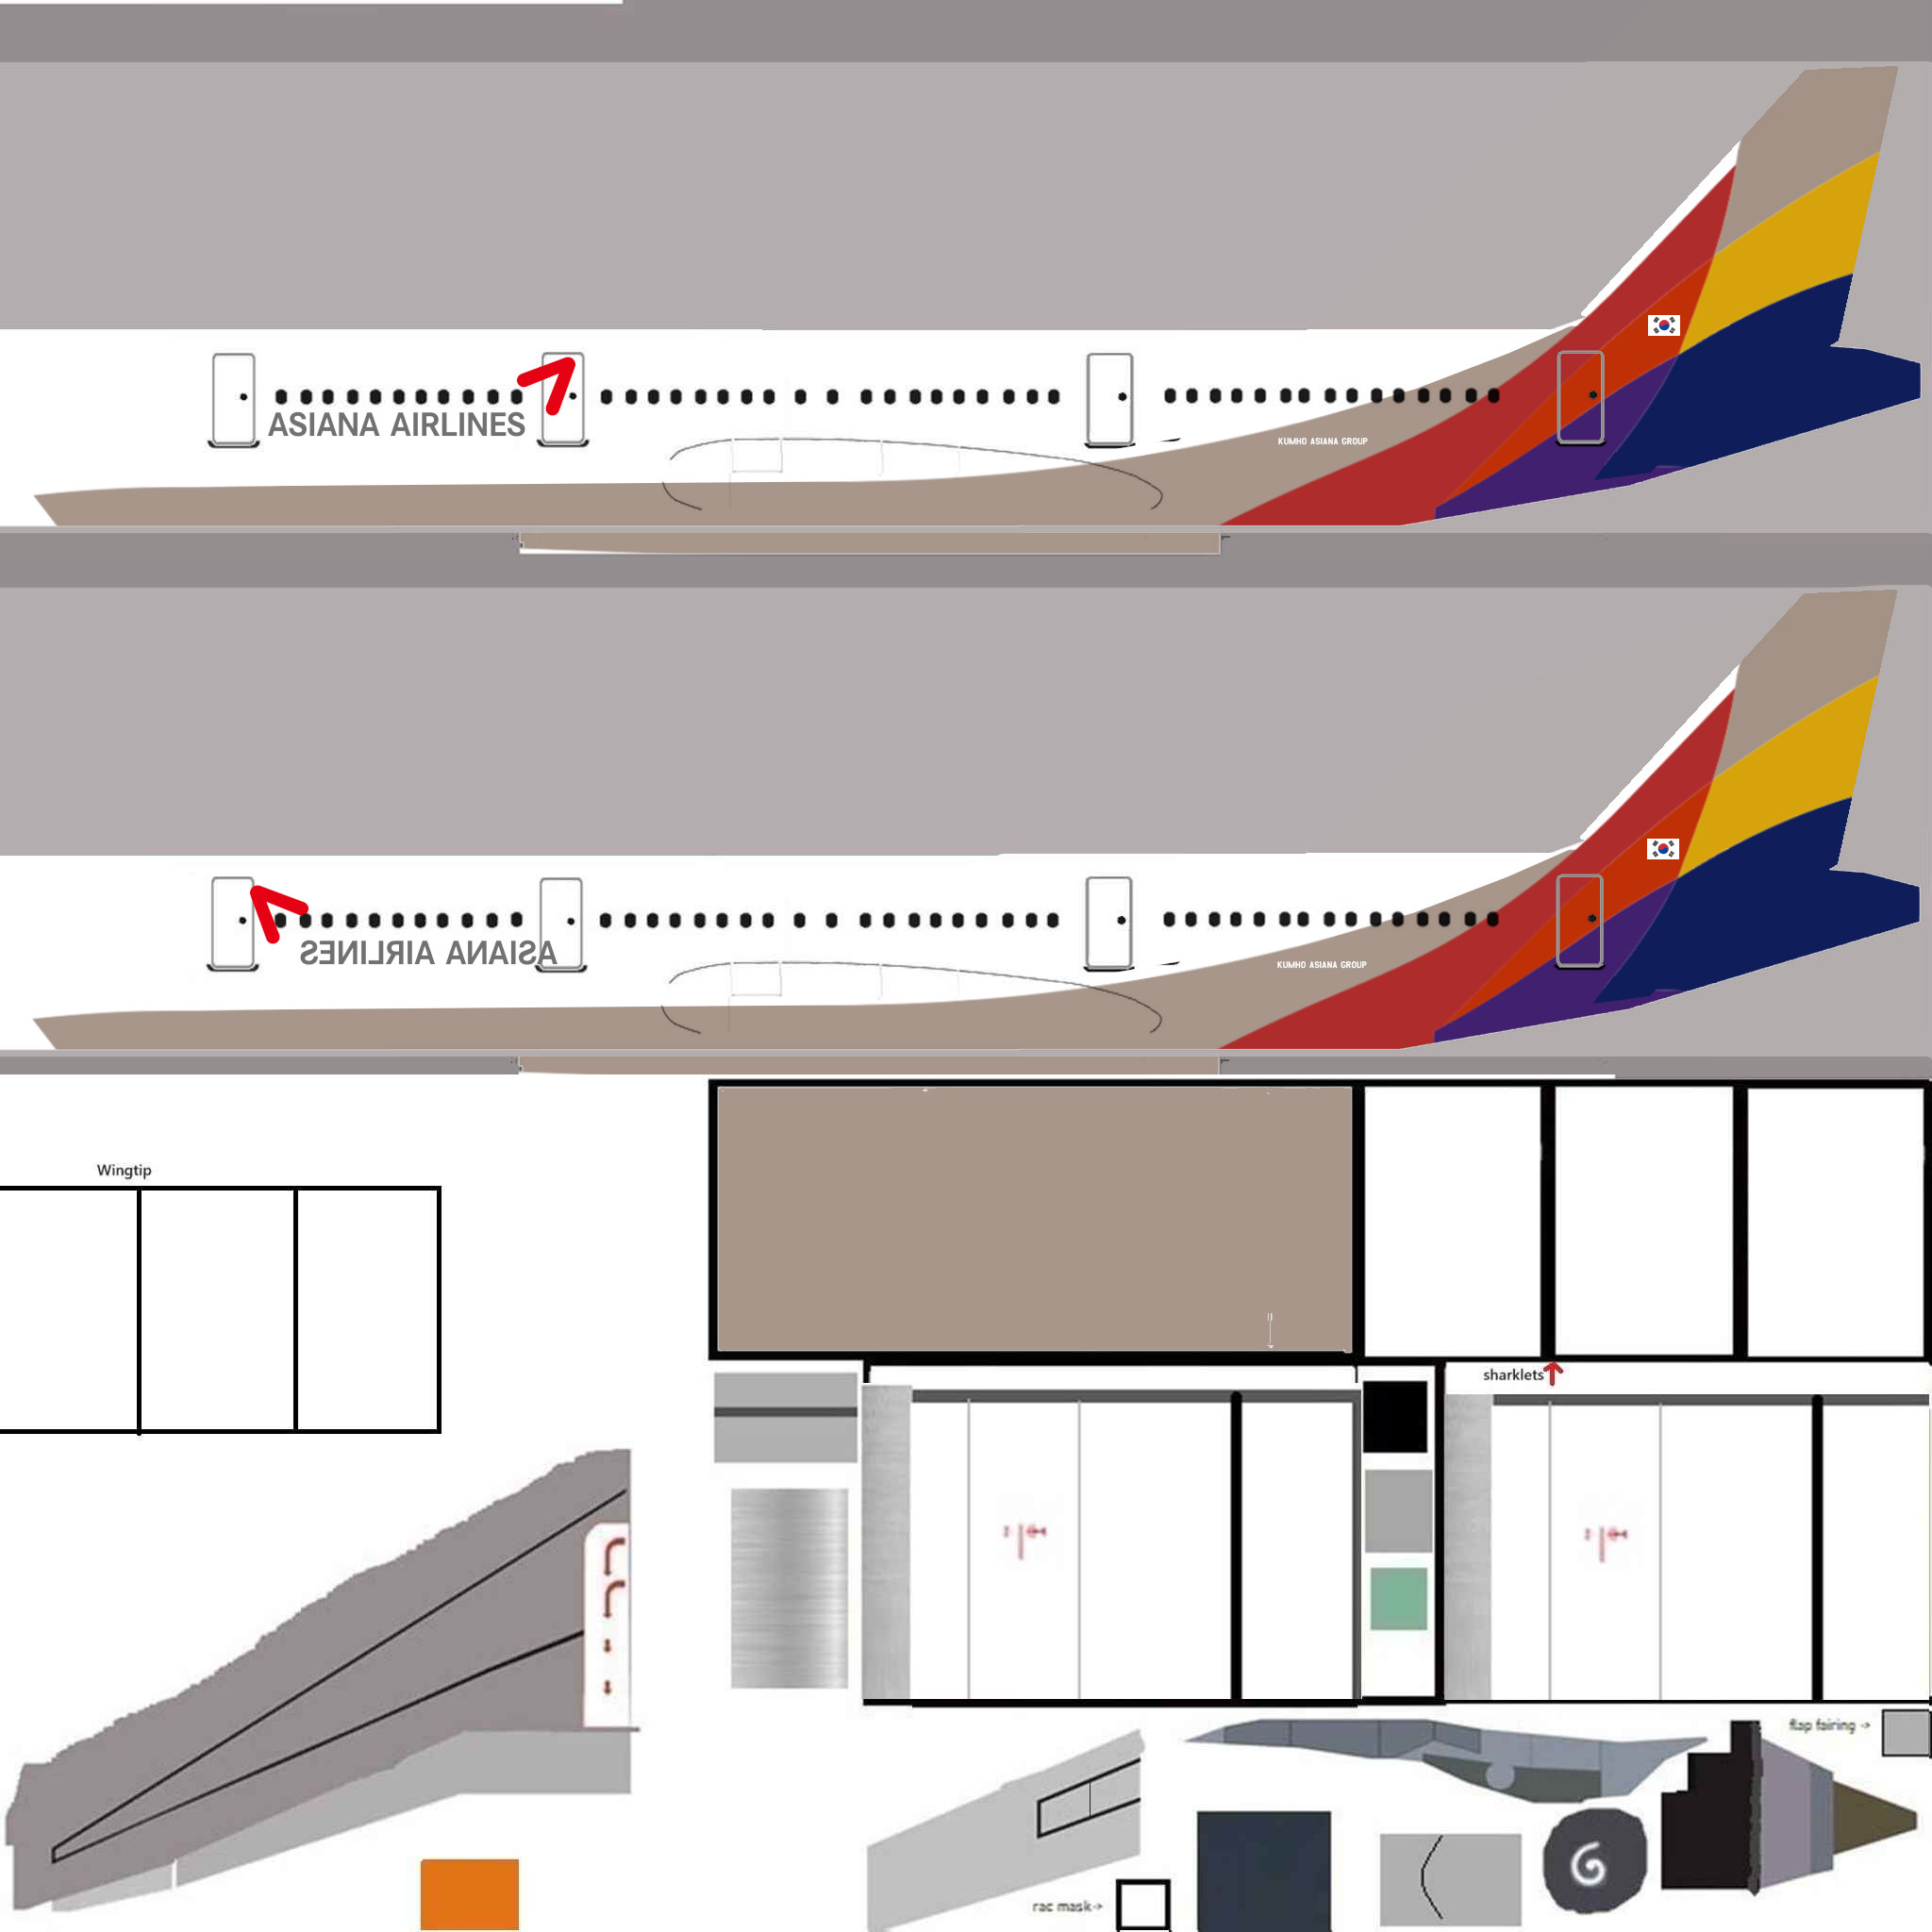 ASIANA AIRLINES
KUMHO ASIANA GROUP
ASIANA AIRLINES
KUMHO ASIANA GROUP
Wingtip
sharklets
flap fairing ->
rac mask->